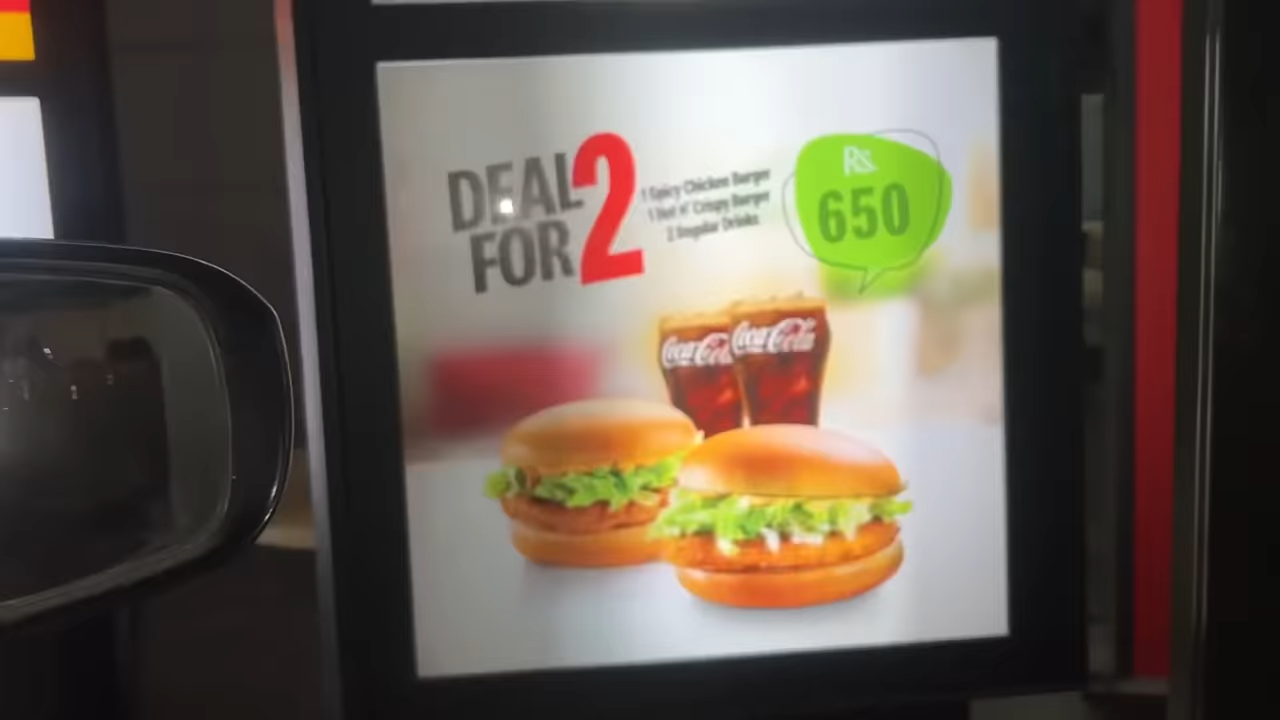 DEAL
FOR 2
1 Spicy Chicken Burger
1 Hot n' Crispy Burger
2 Regular Drinks
Rs.
650
Coca-Cola
Coca-Cola